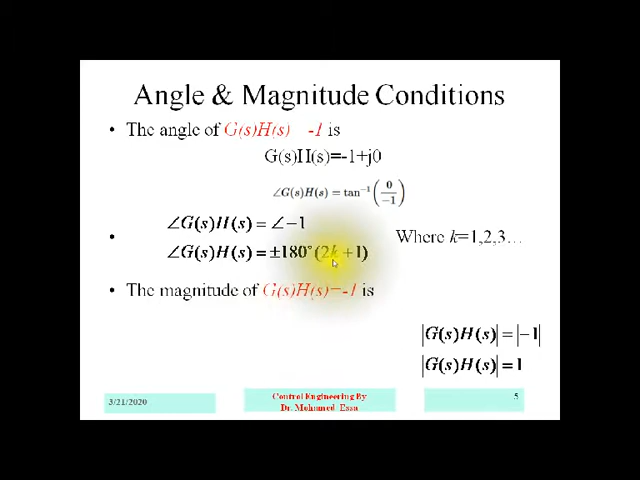 Angle & Magnitude Conditions
• The angle of G(s)H(s) = -1 is
G(s)H(s)=-1+j0
∠G(s)H(s) = tan⁻¹(0/-1)
∠G(s)H(s) = ∠−1
• ∠G(s)H(s) = ±180°(2k+1) Where k=1,2,3...
• The magnitude of G(s)H(s)=-1 is
|G(s)H(s)| = |−1|
|G(s)H(s)| = 1
3/21/2020
Control Engineering By
Dr. Mohamed Essa
5